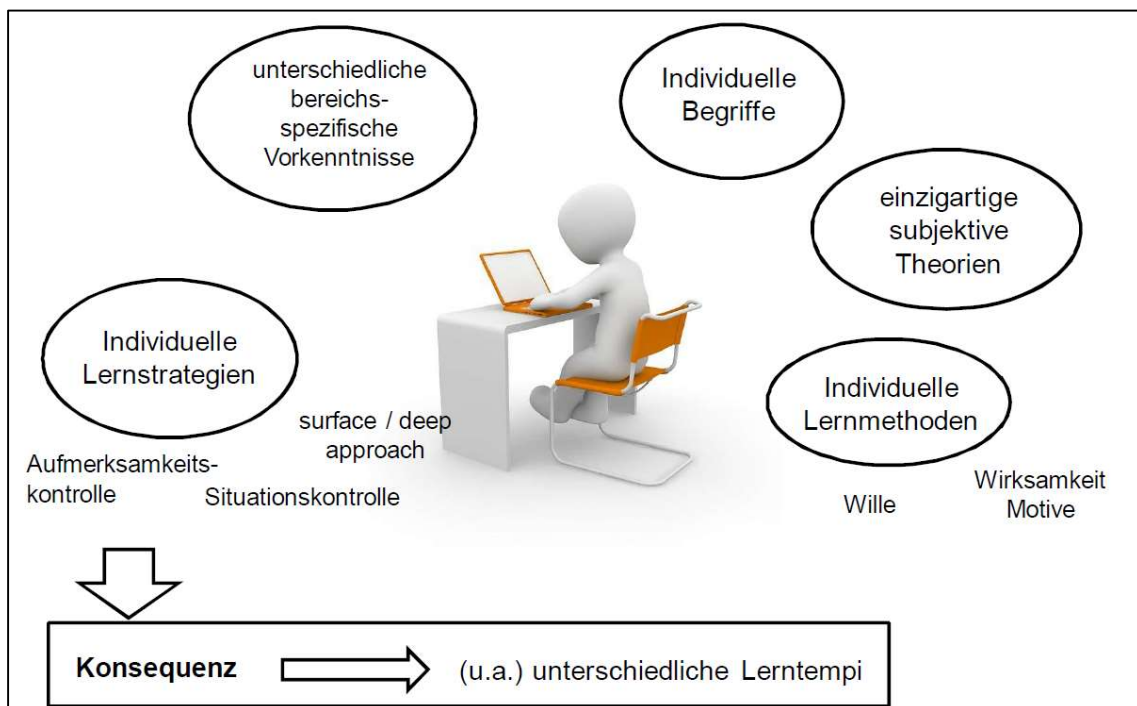 unterschiedliche
bereichs-
spezifische
Vorkenntnisse
Individuelle
Begriffe
einzigartige
subjektive
Theorien
Individuelle
Lernstrategien
Individuelle
Lernmethoden
surface / deep
approach
Aufmerksamkeits-
kontrolle
Situationskontrolle
Wille
Wirksamkeit
Motive
Konsequenz
(u.a.) unterschiedliche Lerntempi